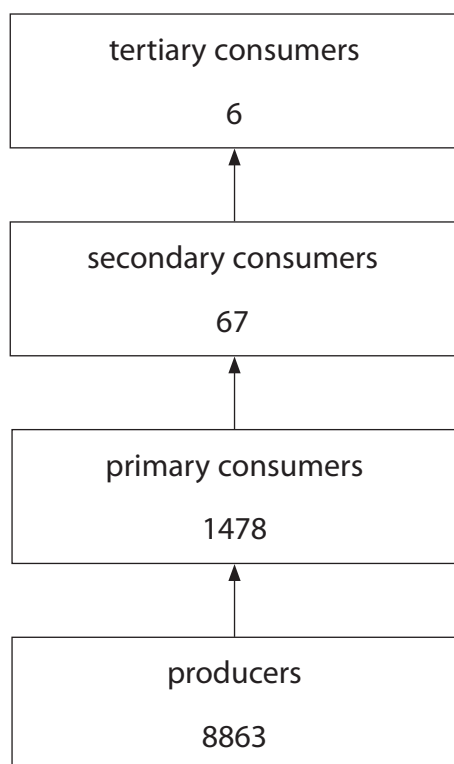 tertiary consumers
6
secondary consumers
67
primary consumers
1478
producers
8863